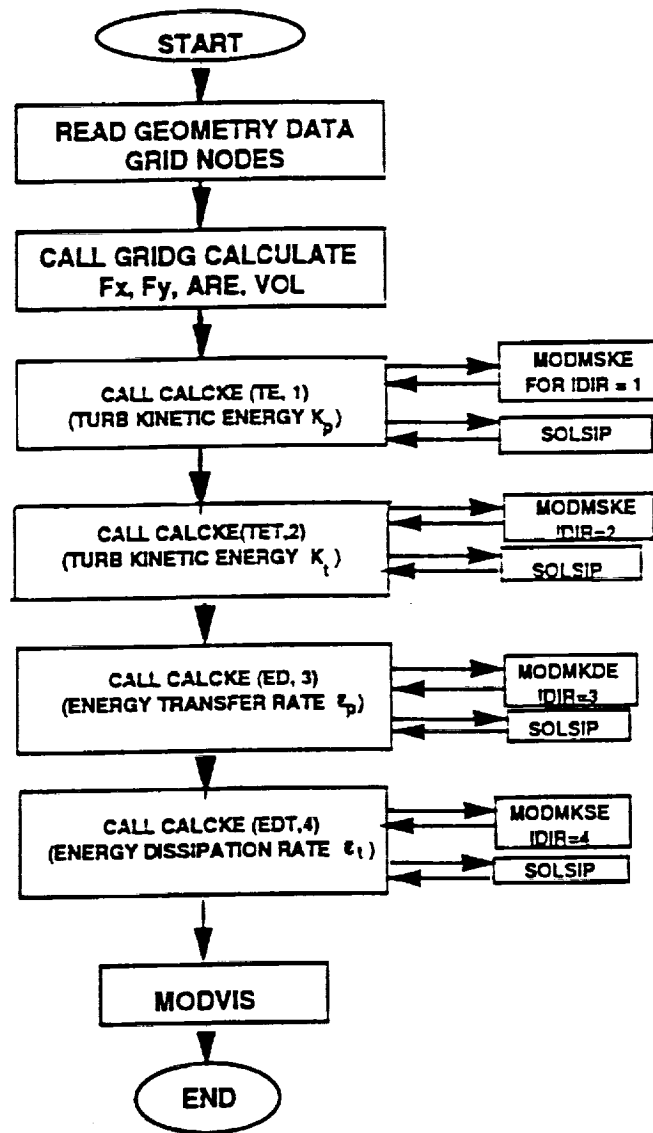 START
READ GEOMETRY DATA
GRID NODES
CALL GRIDG CALCULATE
Fx, Fy, ARE, VOL
CALL CALCKE (TE, 1)
(TURB KINETIC ENERGY Kp)
MODMSKE
FOR IDIR = 1
SOLSIP
CALL CALCKE(TET,2)
(TURB KINETIC ENERGY Kt)
MODMSKE
IDIR=2
SOLSIP
CALL CALCKE (ED, 3)
(ENERGY TRANSFER RATE εp)
MODMKDE
IDIR=3
SOLSIP
CALL CALCKE (EDT,4)
(ENERGY DISSIPATION RATE εt)
MODMKSE
IDIR=4
SOLSIP
MODVIS
END